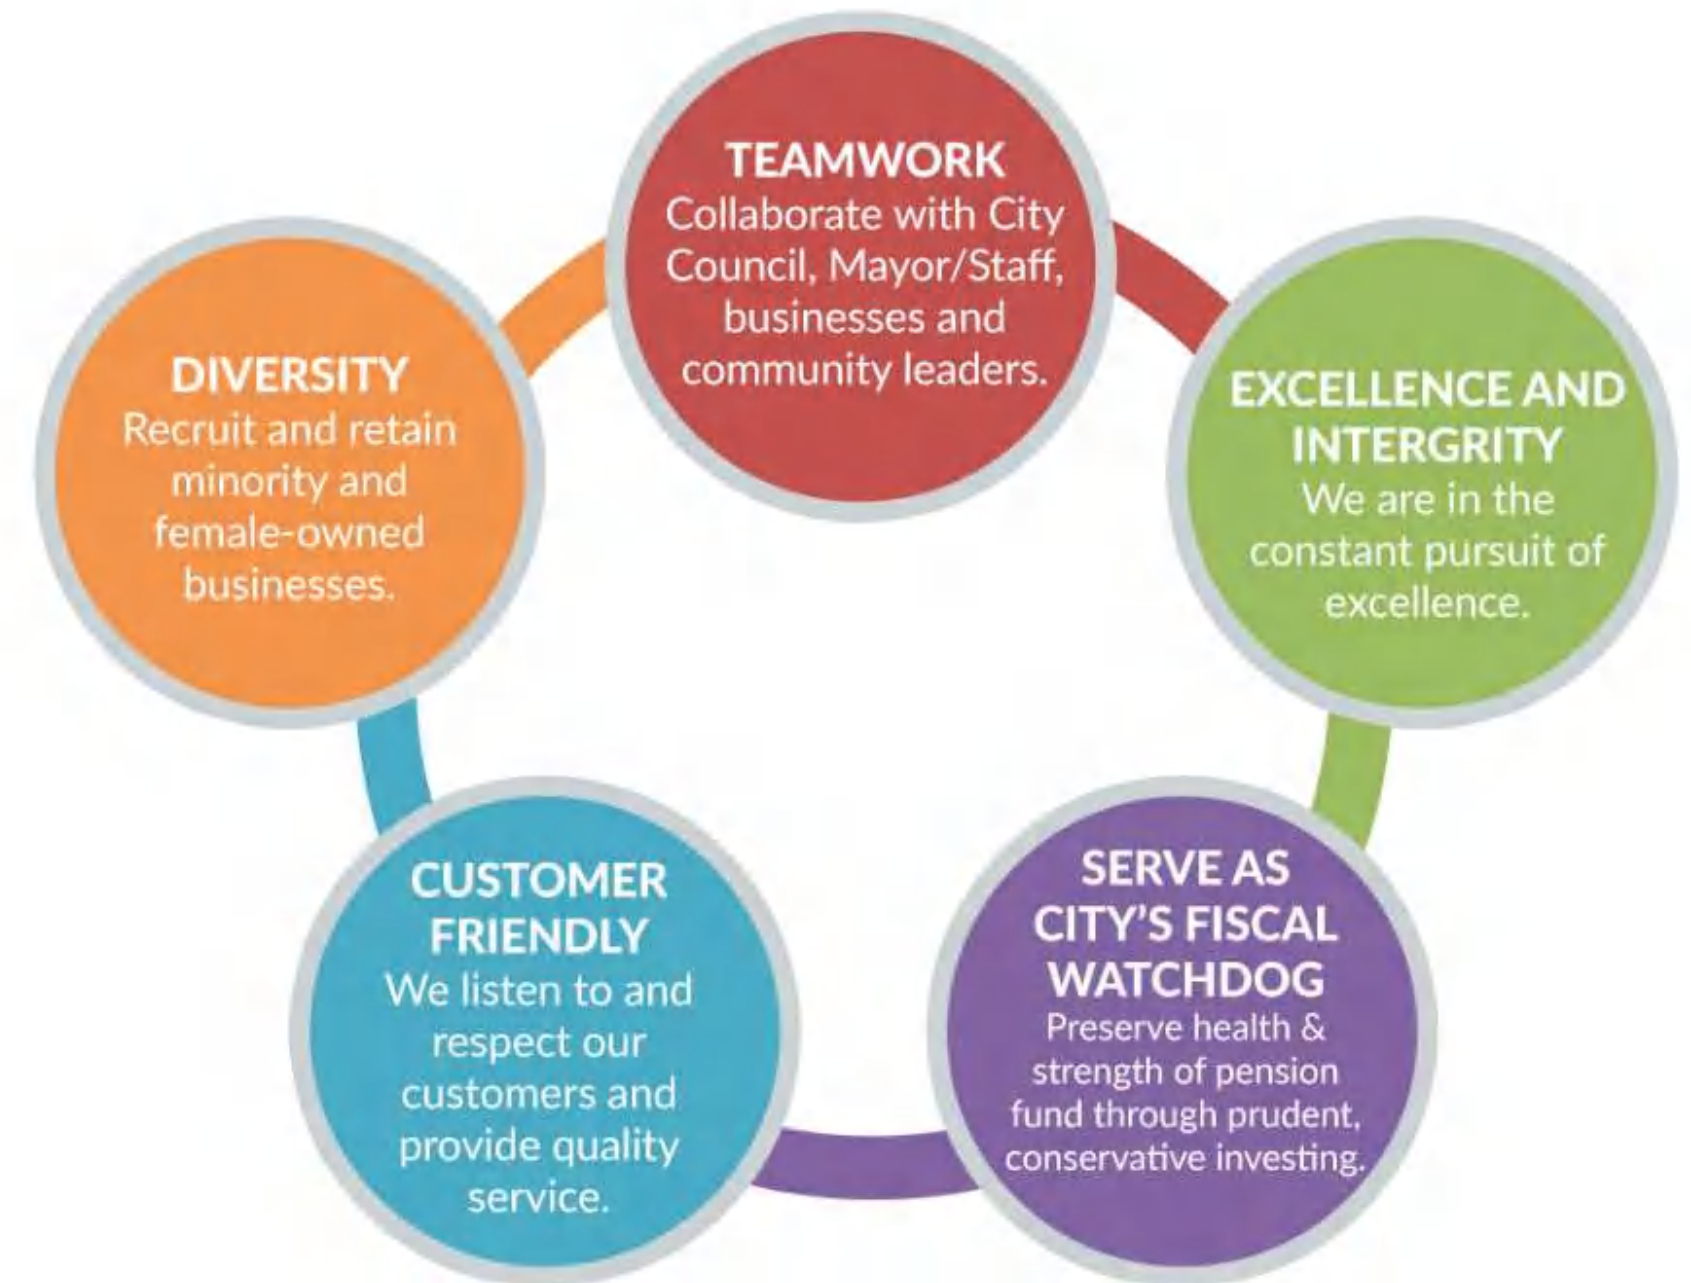 TEAMWORK
Collaborate with City
Council, Mayor/Staff,
businesses and
community leaders.
EXCELLENCE AND
INTERGRITY
We are in the
constant pursuit of
excellence.
SERVE AS
CITY'S FISCAL
WATCHDOG
Preserve health &
strength of pension
fund through prudent,
conservative investing.
CUSTOMER
FRIENDLY
We listen to and
respect our
customers and
provide quality
service.
DIVERSITY
Recruit and retain
minority and
female-owned
businesses.